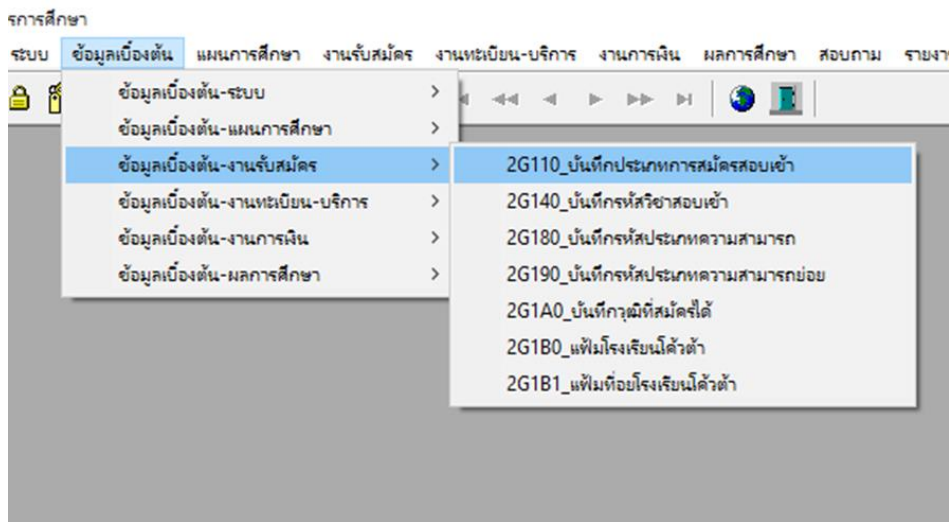 รการศึกษา
ระบบ ข้อมูลเบื้องต้น แผนการศึกษา งานรับสมัคร งานทะเบียน-บริการ งานการเงิน ผลการศึกษา สอบถาม รายงา
ข้อมูลเบื้องต้น-ระบบ
ข้อมูลเบื้องต้น-แผนการศึกษา
ข้อมูลเบื้องต้น-งานรับสมัคร
ข้อมูลเบื้องต้น-งานทะเบียน-บริการ
ข้อมูลเบื้องต้น-งานการเงิน
ข้อมูลเบื้องต้น-ผลการศึกษา
2G110_บันทึกประเภทการสมัครสอบเข้า
2G140_บันทึกรหัสวิชาสอบเข้า
2G180_บันทึกรหัสประเภทความสามารถ
2G190_บันทึกรหัสประเภทความสามารถย่อย
2G1A0_บันทึกวุฒิที่สมัครได้
2G1B0_แฟ้มโรงเรียนโค้วต้า
2G1B1_แฟ้มที่อยโรงเรียนโค้วต้า